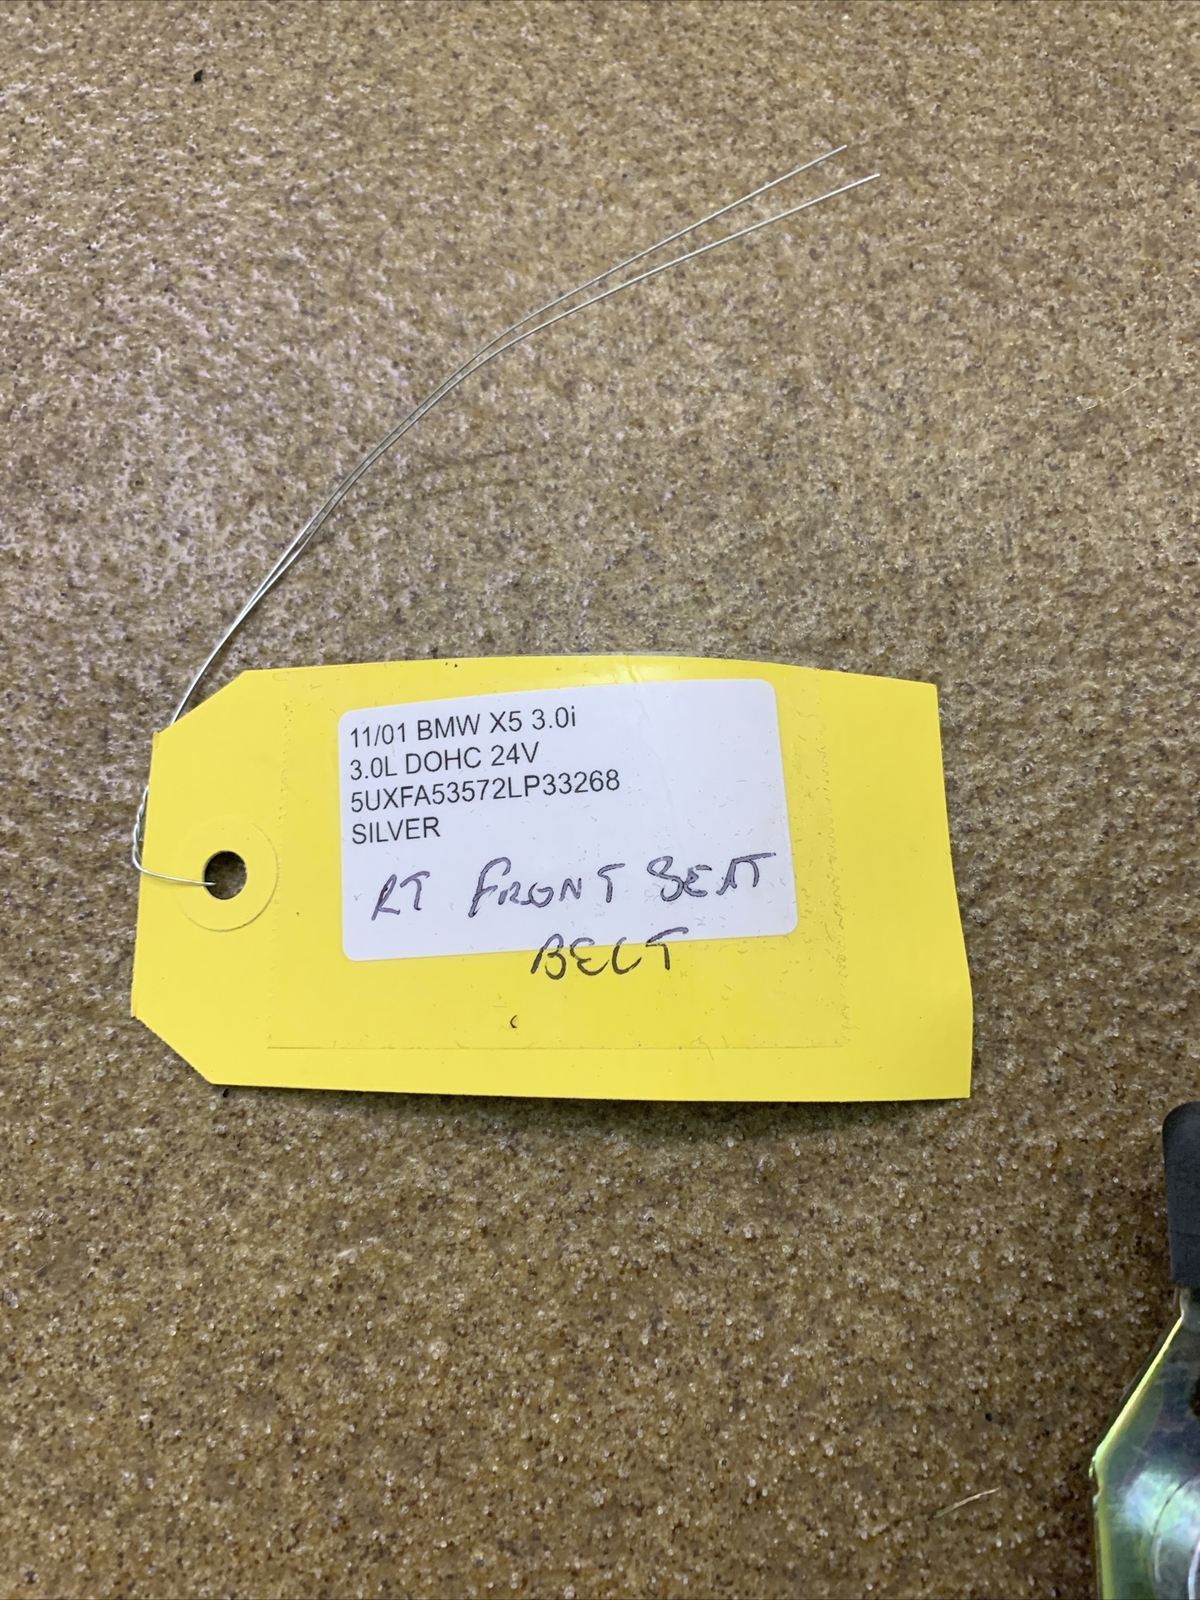 11/01 BMW X5 3.0i
3.0L DOHC 24V
5UXFA53572LP33268
SILVER
RT FRONT SEAT
BELT